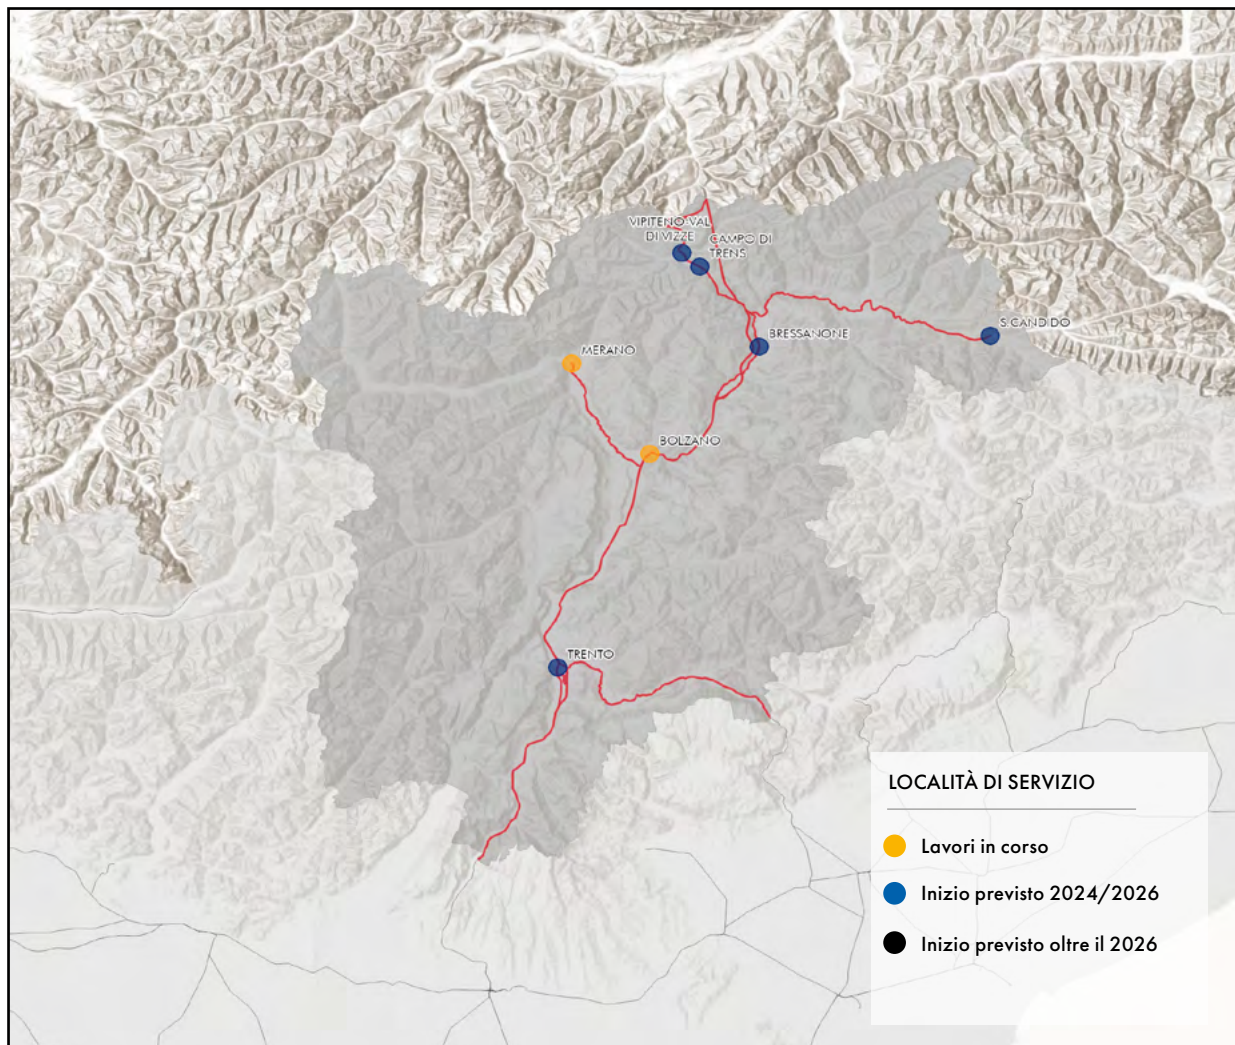 VIPITENO-VAL
DI VIZZE
CAMPO DI
TRENS
S.CANDIDO
BRESSANONE
MERANO
BOLZANO
TRENTO
LOCALITÀ DI SERVIZIO
Lavori in corso
Inizio previsto 2024/2026
Inizio previsto oltre il 2026